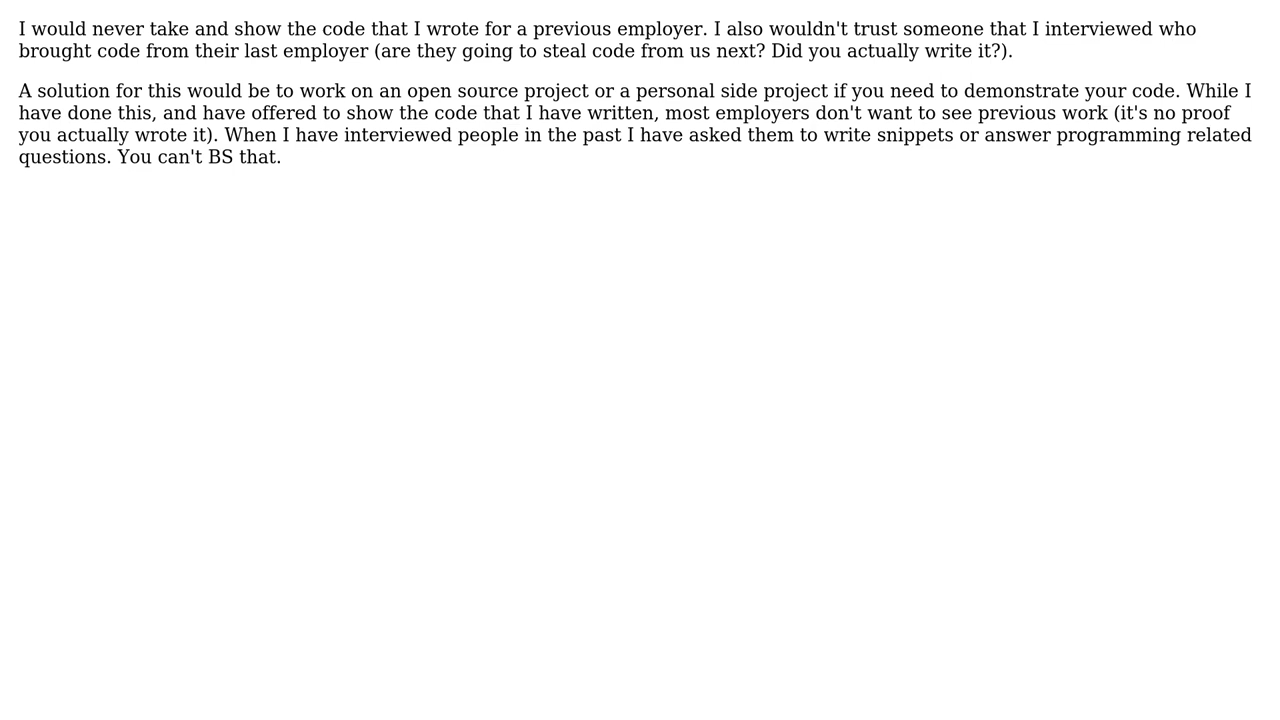 I would never take and show the code that I wrote for a previous employer. I also wouldn't trust someone that I interviewed who
brought code from their last employer (are they going to steal code from us next? Did you actually write it?).
A solution for this would be to work on an open source project or a personal side project if you need to demonstrate your code. While I
have done this, and have offered to show the code that I have written, most employers don't want to see previous work (it's no proof
you actually wrote it). When I have interviewed people in the past I have asked them to write snippets or answer programming related
questions. You can't BS that.